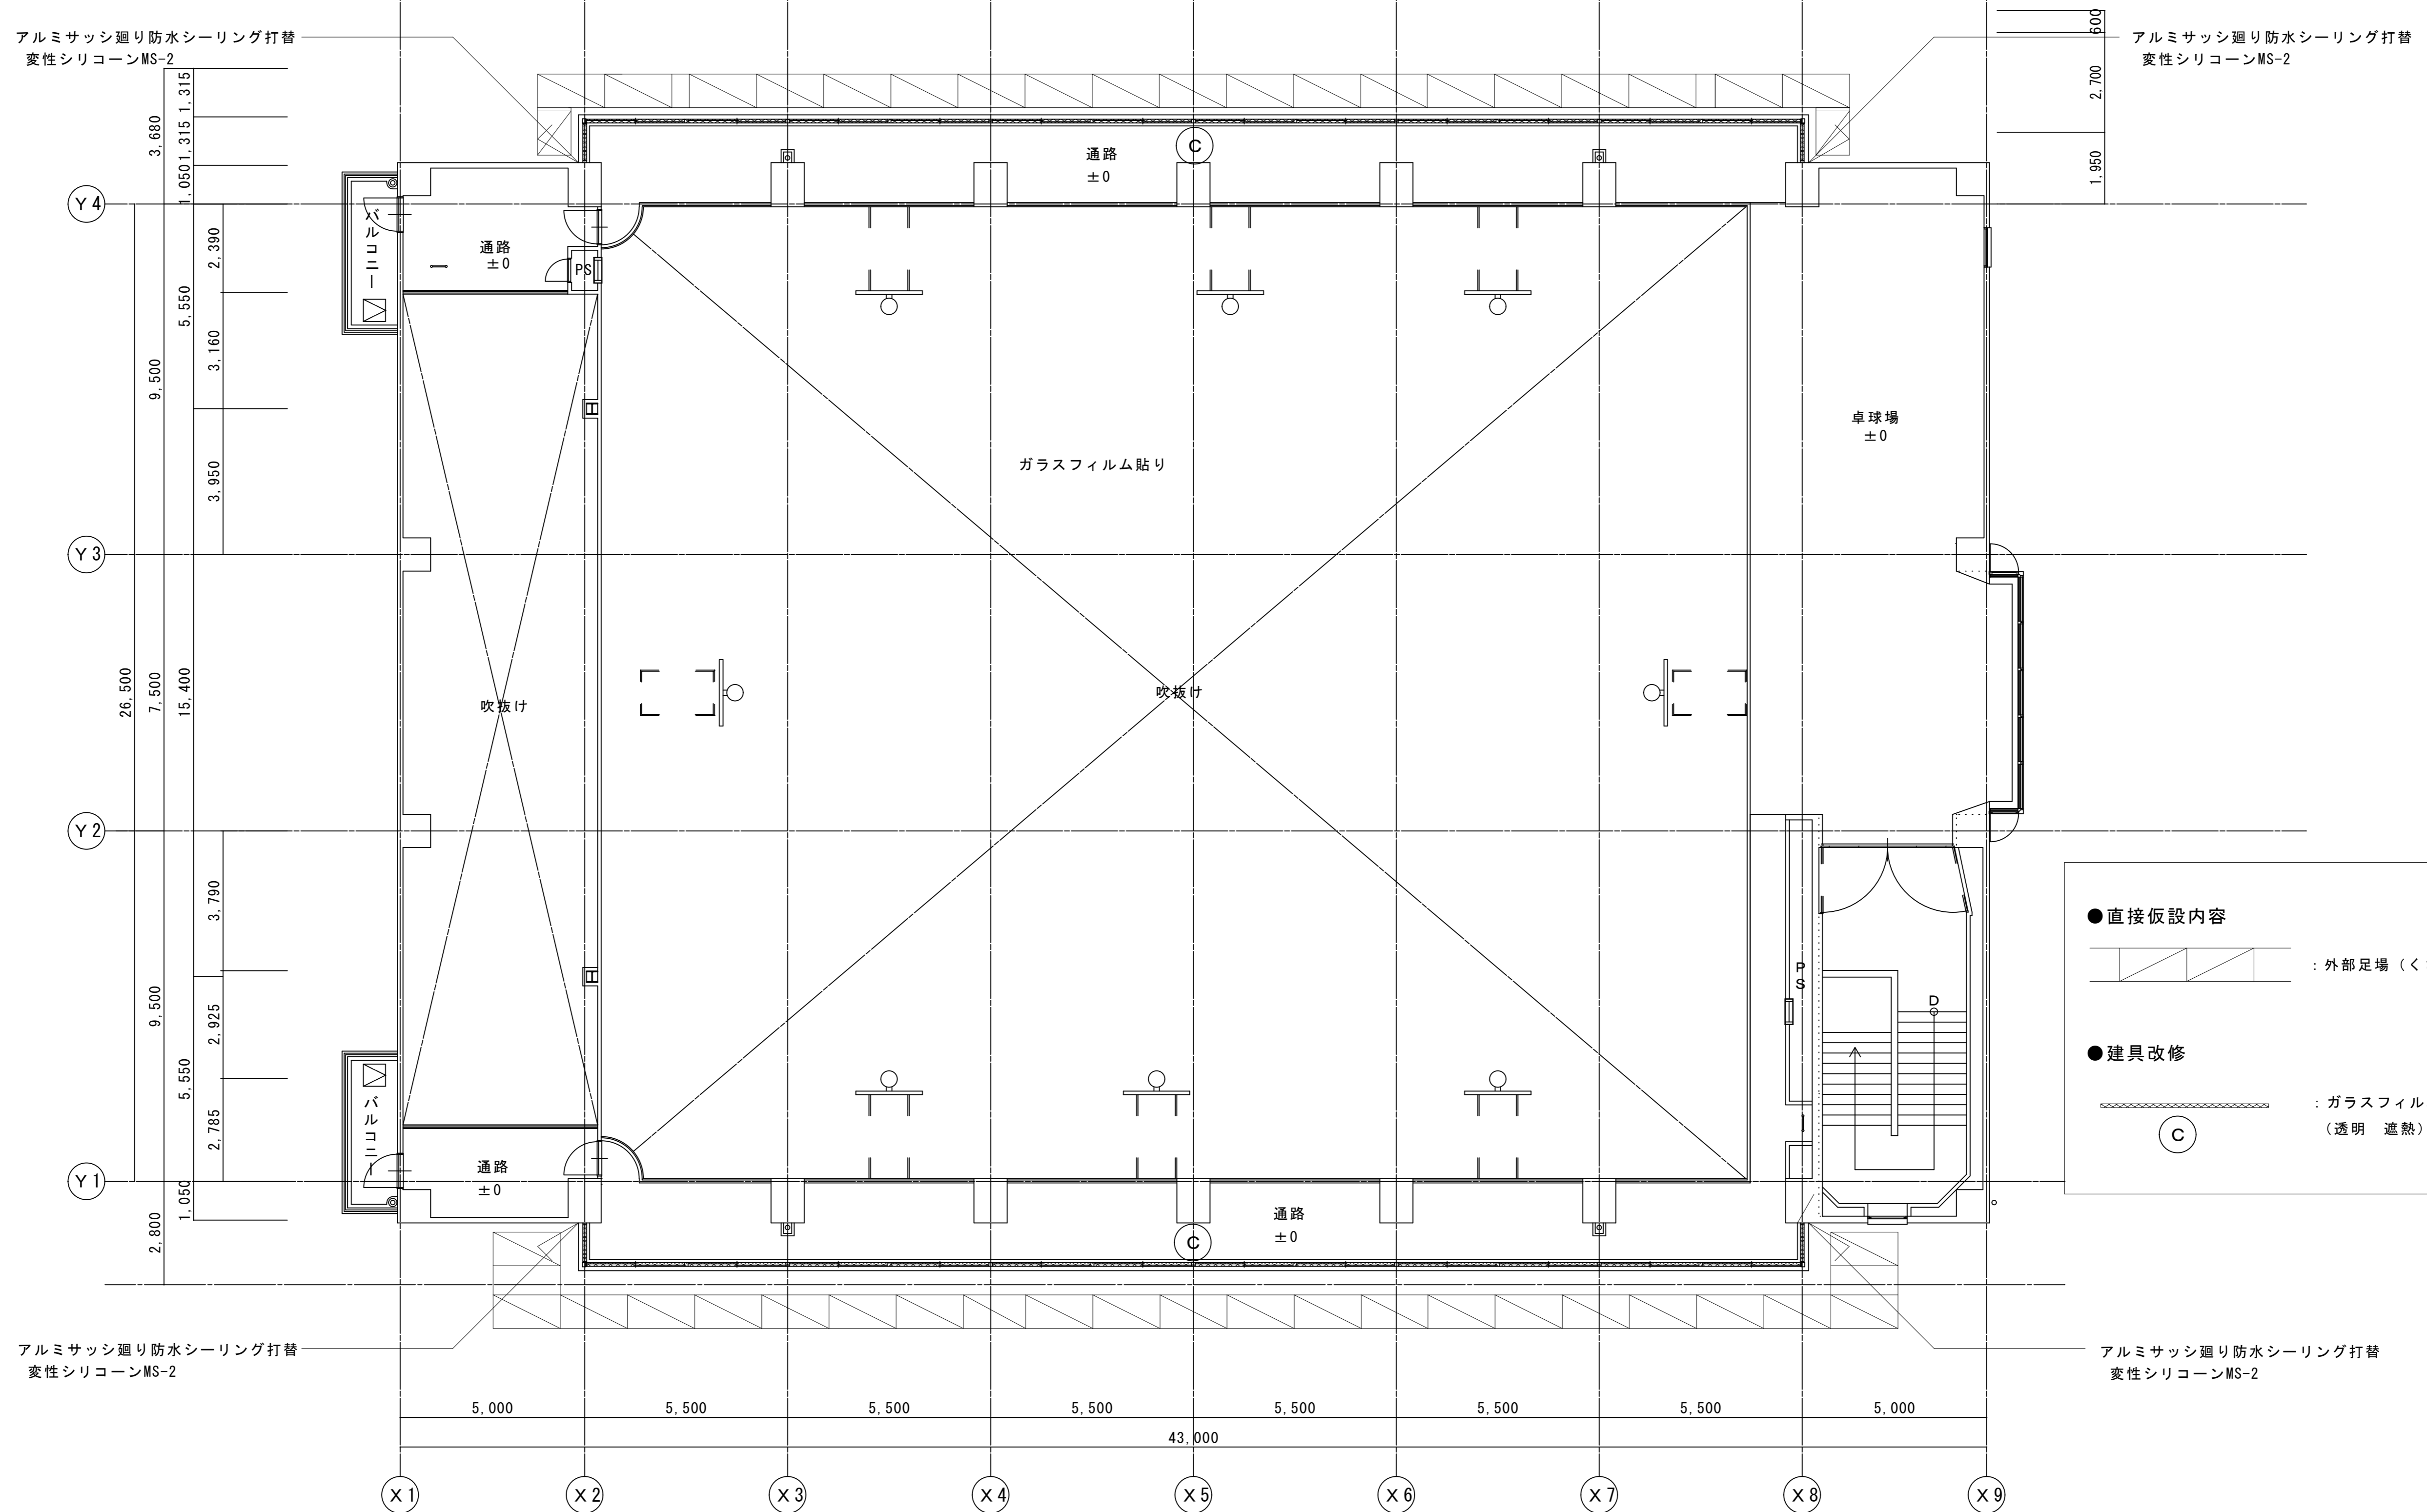 600
アルミサッシ廻り防水シーリング打替
変性シリコーンMS-2
アルミサッシ廻り防水シーリング打替
変性シリコーンMS-2
1,315
1,315
3,680
1,050
2,700
1,950
C
通路
±0
Y4
バルコニー
通路
±0
PS
2,390
5,550
3,160
9,500
3,950
卓球場
±0
ガラスフィルム貼り
Y3
26,500
7,500
15,400
吹抜け
吹抜け
Y2
3,790
9,500
2,925
5,550
2,785
●直接仮設内容
：外部足場（く
PS
D
●建具改修
：ガラスフィル
（透明　遮熱）
C
バルコニー
通路
±0
Y1
1,050
2,800
通路
±0
C
アルミサッシ廻り防水シーリング打替
変性シリコーンMS-2
アルミサッシ廻り防水シーリング打替
変性シリコーンMS-2
5,000 5,500 5,500 5,500 5,500 5,500 5,500 5,000
43,000
X1 X2 X3 X4 X5 X6 X7 X8 X9